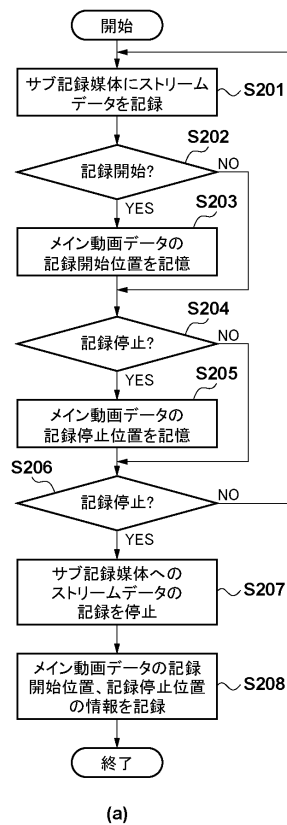 開始
サブ記録媒体にストリーム
データを記録
S201
S202
記録開始?
NO
YES
S203
メイン動画データの
記録開始位置を記憶
S204
記録停止?
NO
YES
S205
メイン動画データの
記録停止位置を記憶
S206
記録停止?
NO
YES
サブ記録媒体への
ストリームデータの
記録を停止
S207
メイン動画データの記録
開始位置、記録停止位置
の情報を記録
S208
終了
(a)